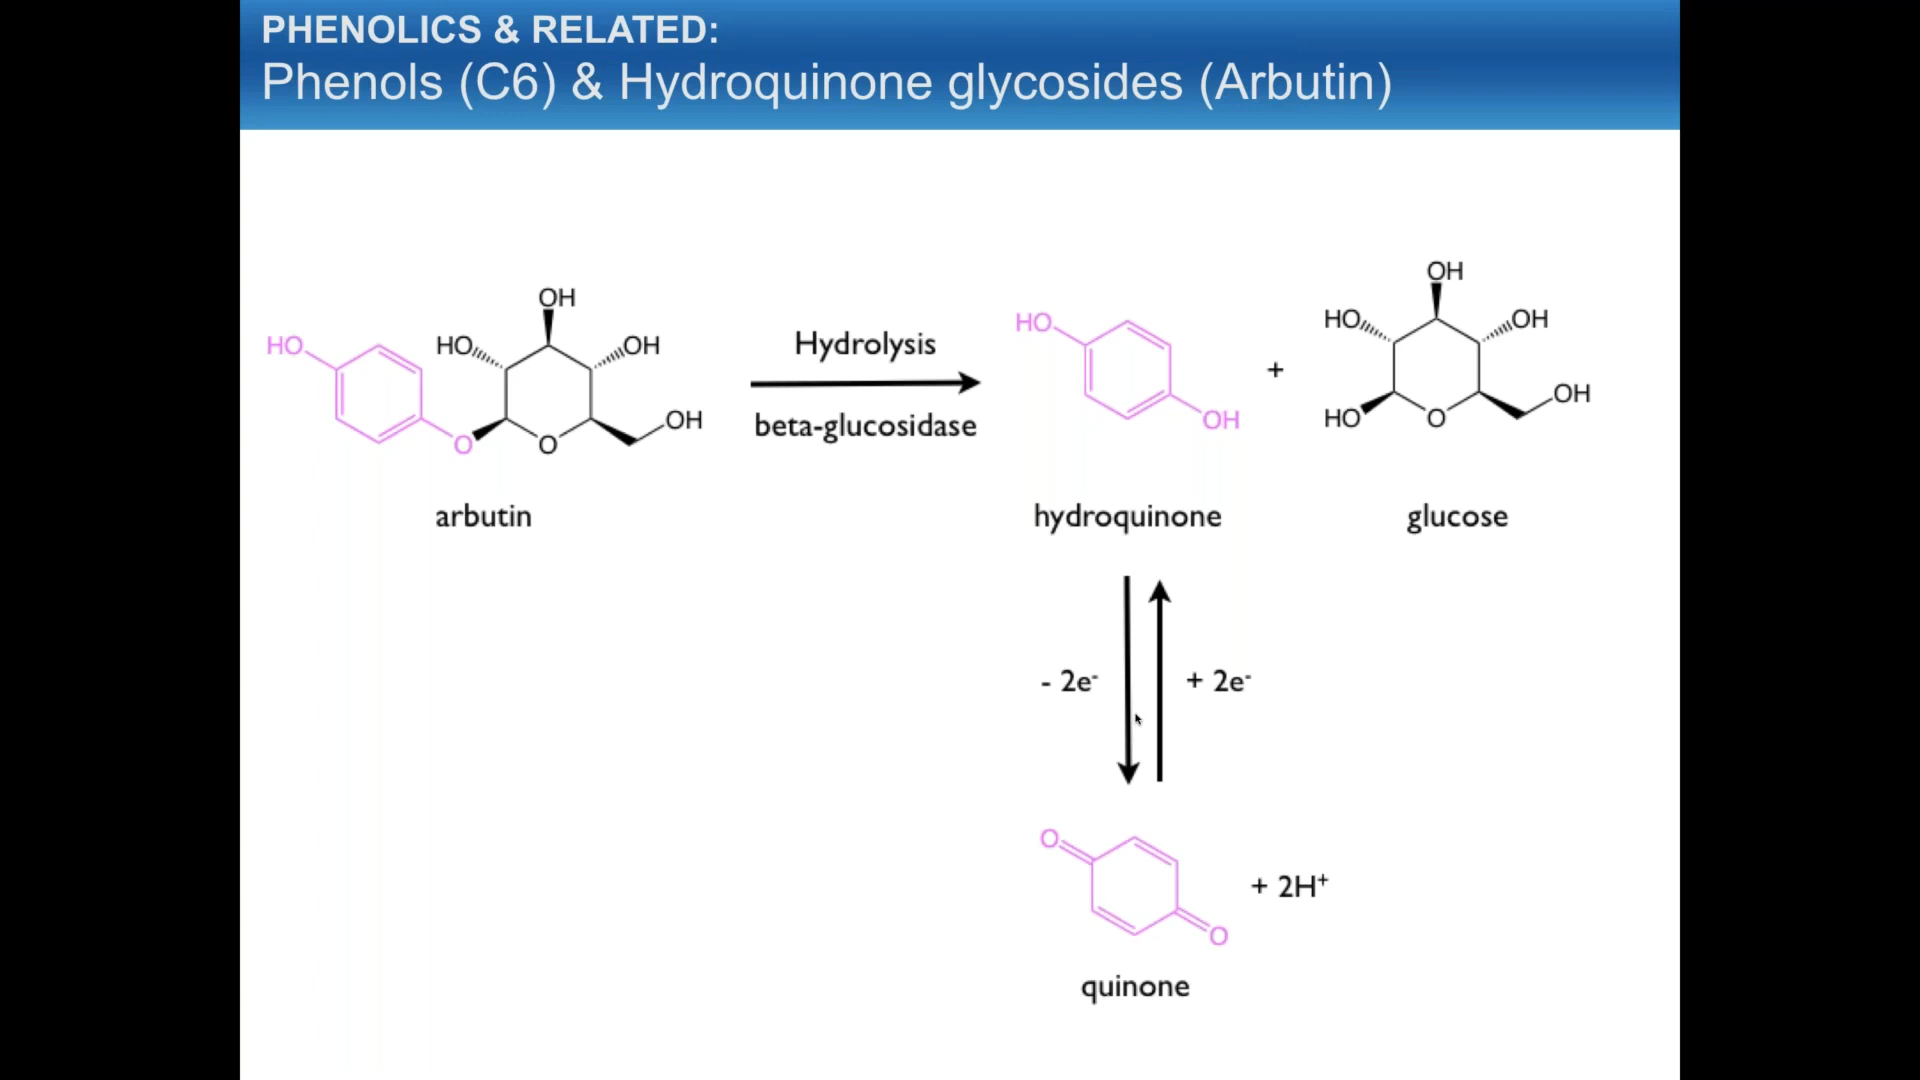 PHENOLICS & RELATED:
Phenols (C6) & Hydroquinone glycosides (Arbutin)
OH
HO
HO
OH
O
O
OH
arbutin
Hydrolysis
beta-glucosidase
HO
OH
hydroquinone
+
OH
HO
OH
HO
O
OH
glucose
- 2e⁻
+ 2e⁻
O
O
+ 2H⁺
quinone